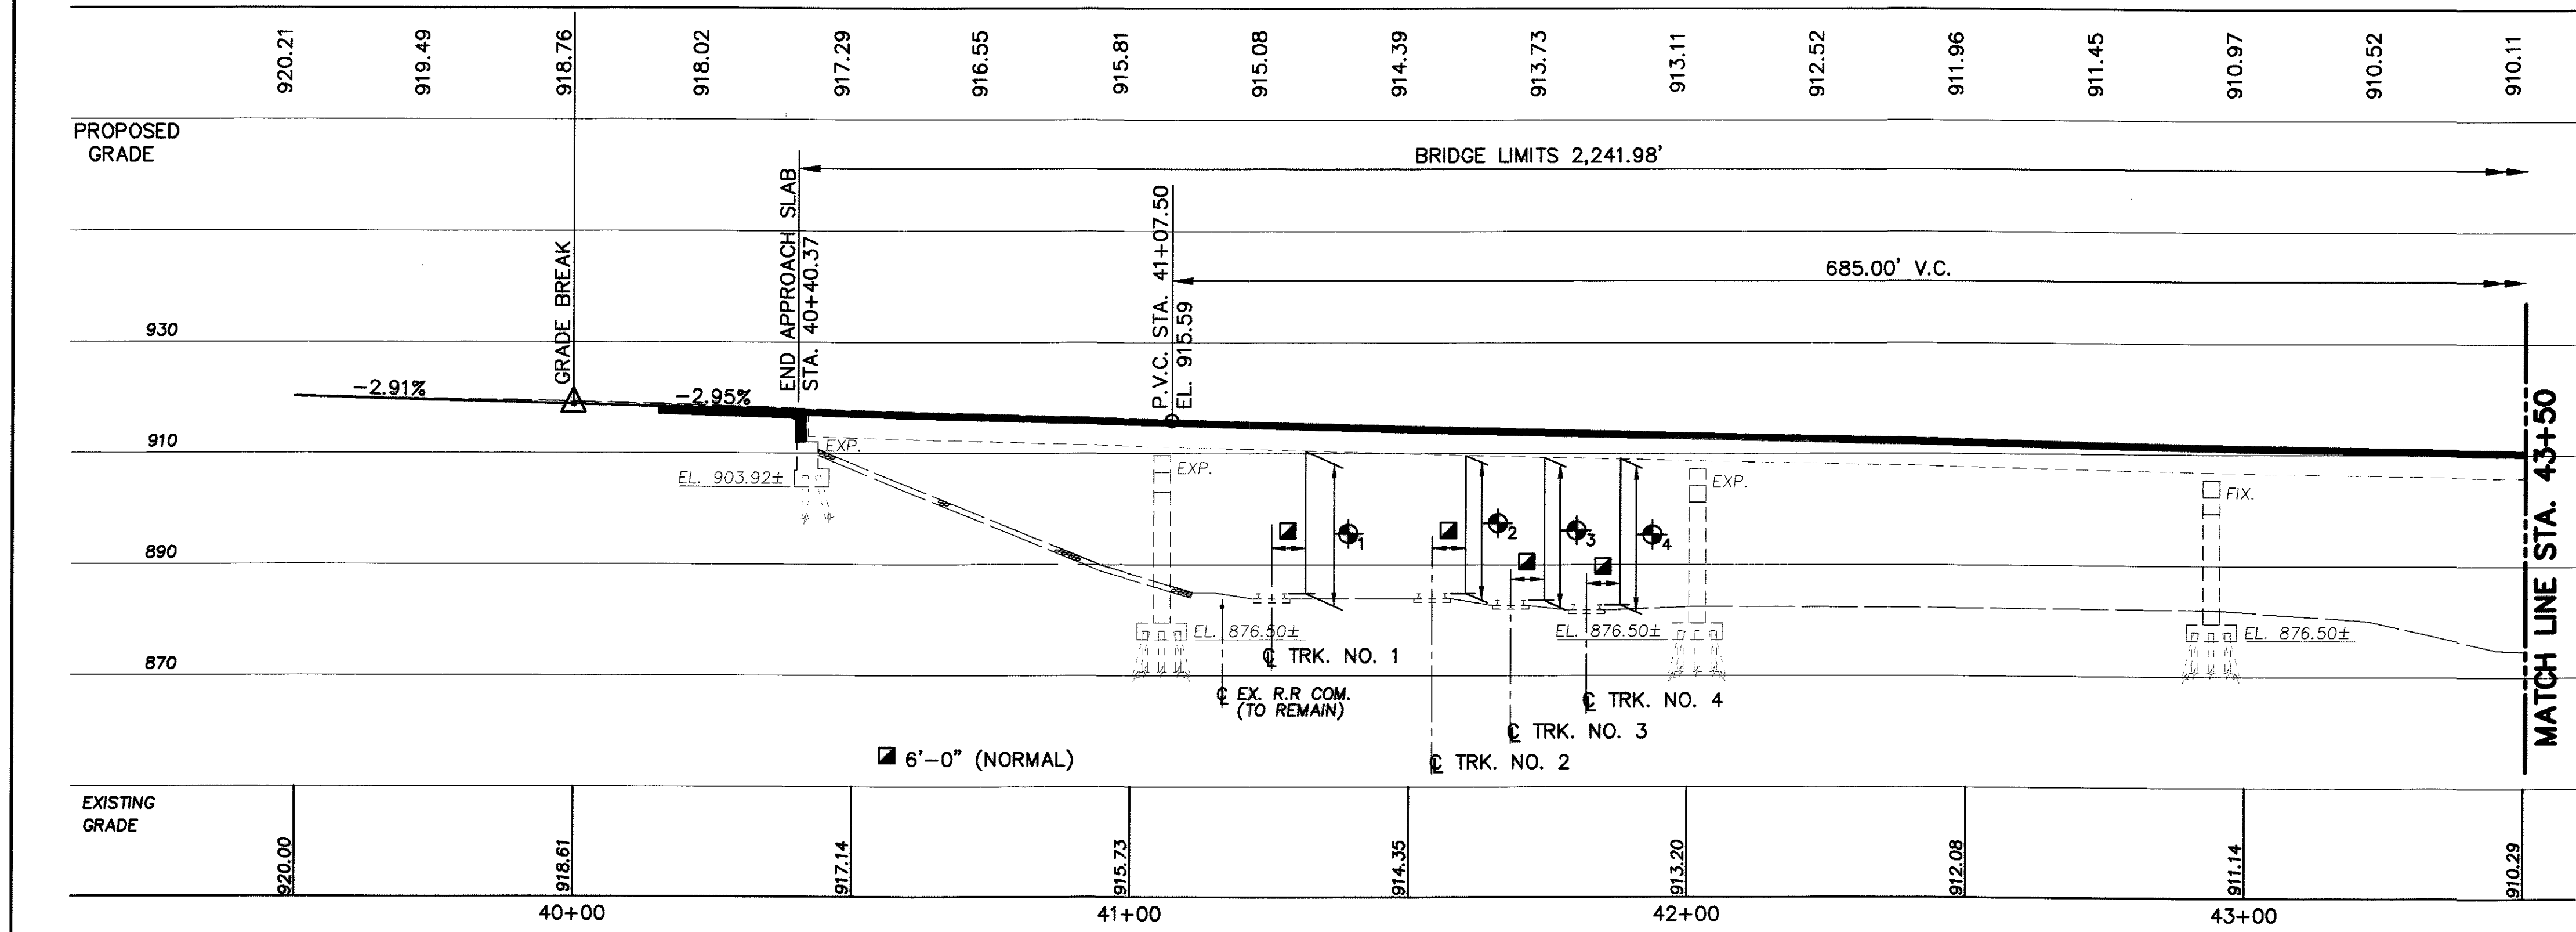 920.21
919.49
918.76
918.02
917.29
916.55
915.81
915.08
914.39
913.73
913.11
912.52
911.96
911.45
910.97
910.52
910.11
PROPOSED
GRADE
BRIDGE LIMITS 2,241.98'
END APPROACH SLAB
STA. 40+40.37
P.V.C. STA. 41+07.50
EL. 915.59
GRADE BREAK
685.00' V.C.
930
-2.91%
-2.95%
910
EXP.
EXP.
EXP.
FIX.
EL. 903.92±
1
2
3
4
890
EL. 876.50±
EL. 876.50±
EL. 876.50±
870
℄ TRK. NO. 1
℄ EX. R.R COM.
(TO REMAIN)
℄ TRK. NO. 4
℄ TRK. NO. 3
℄ TRK. NO. 2
6'-0" (NORMAL)
MATCH LINE STA. 43+50
EXISTING
GRADE
920.00
918.61
917.14
915.73
914.35
913.20
912.08
911.14
910.29
40+00
41+00
42+00
43+00